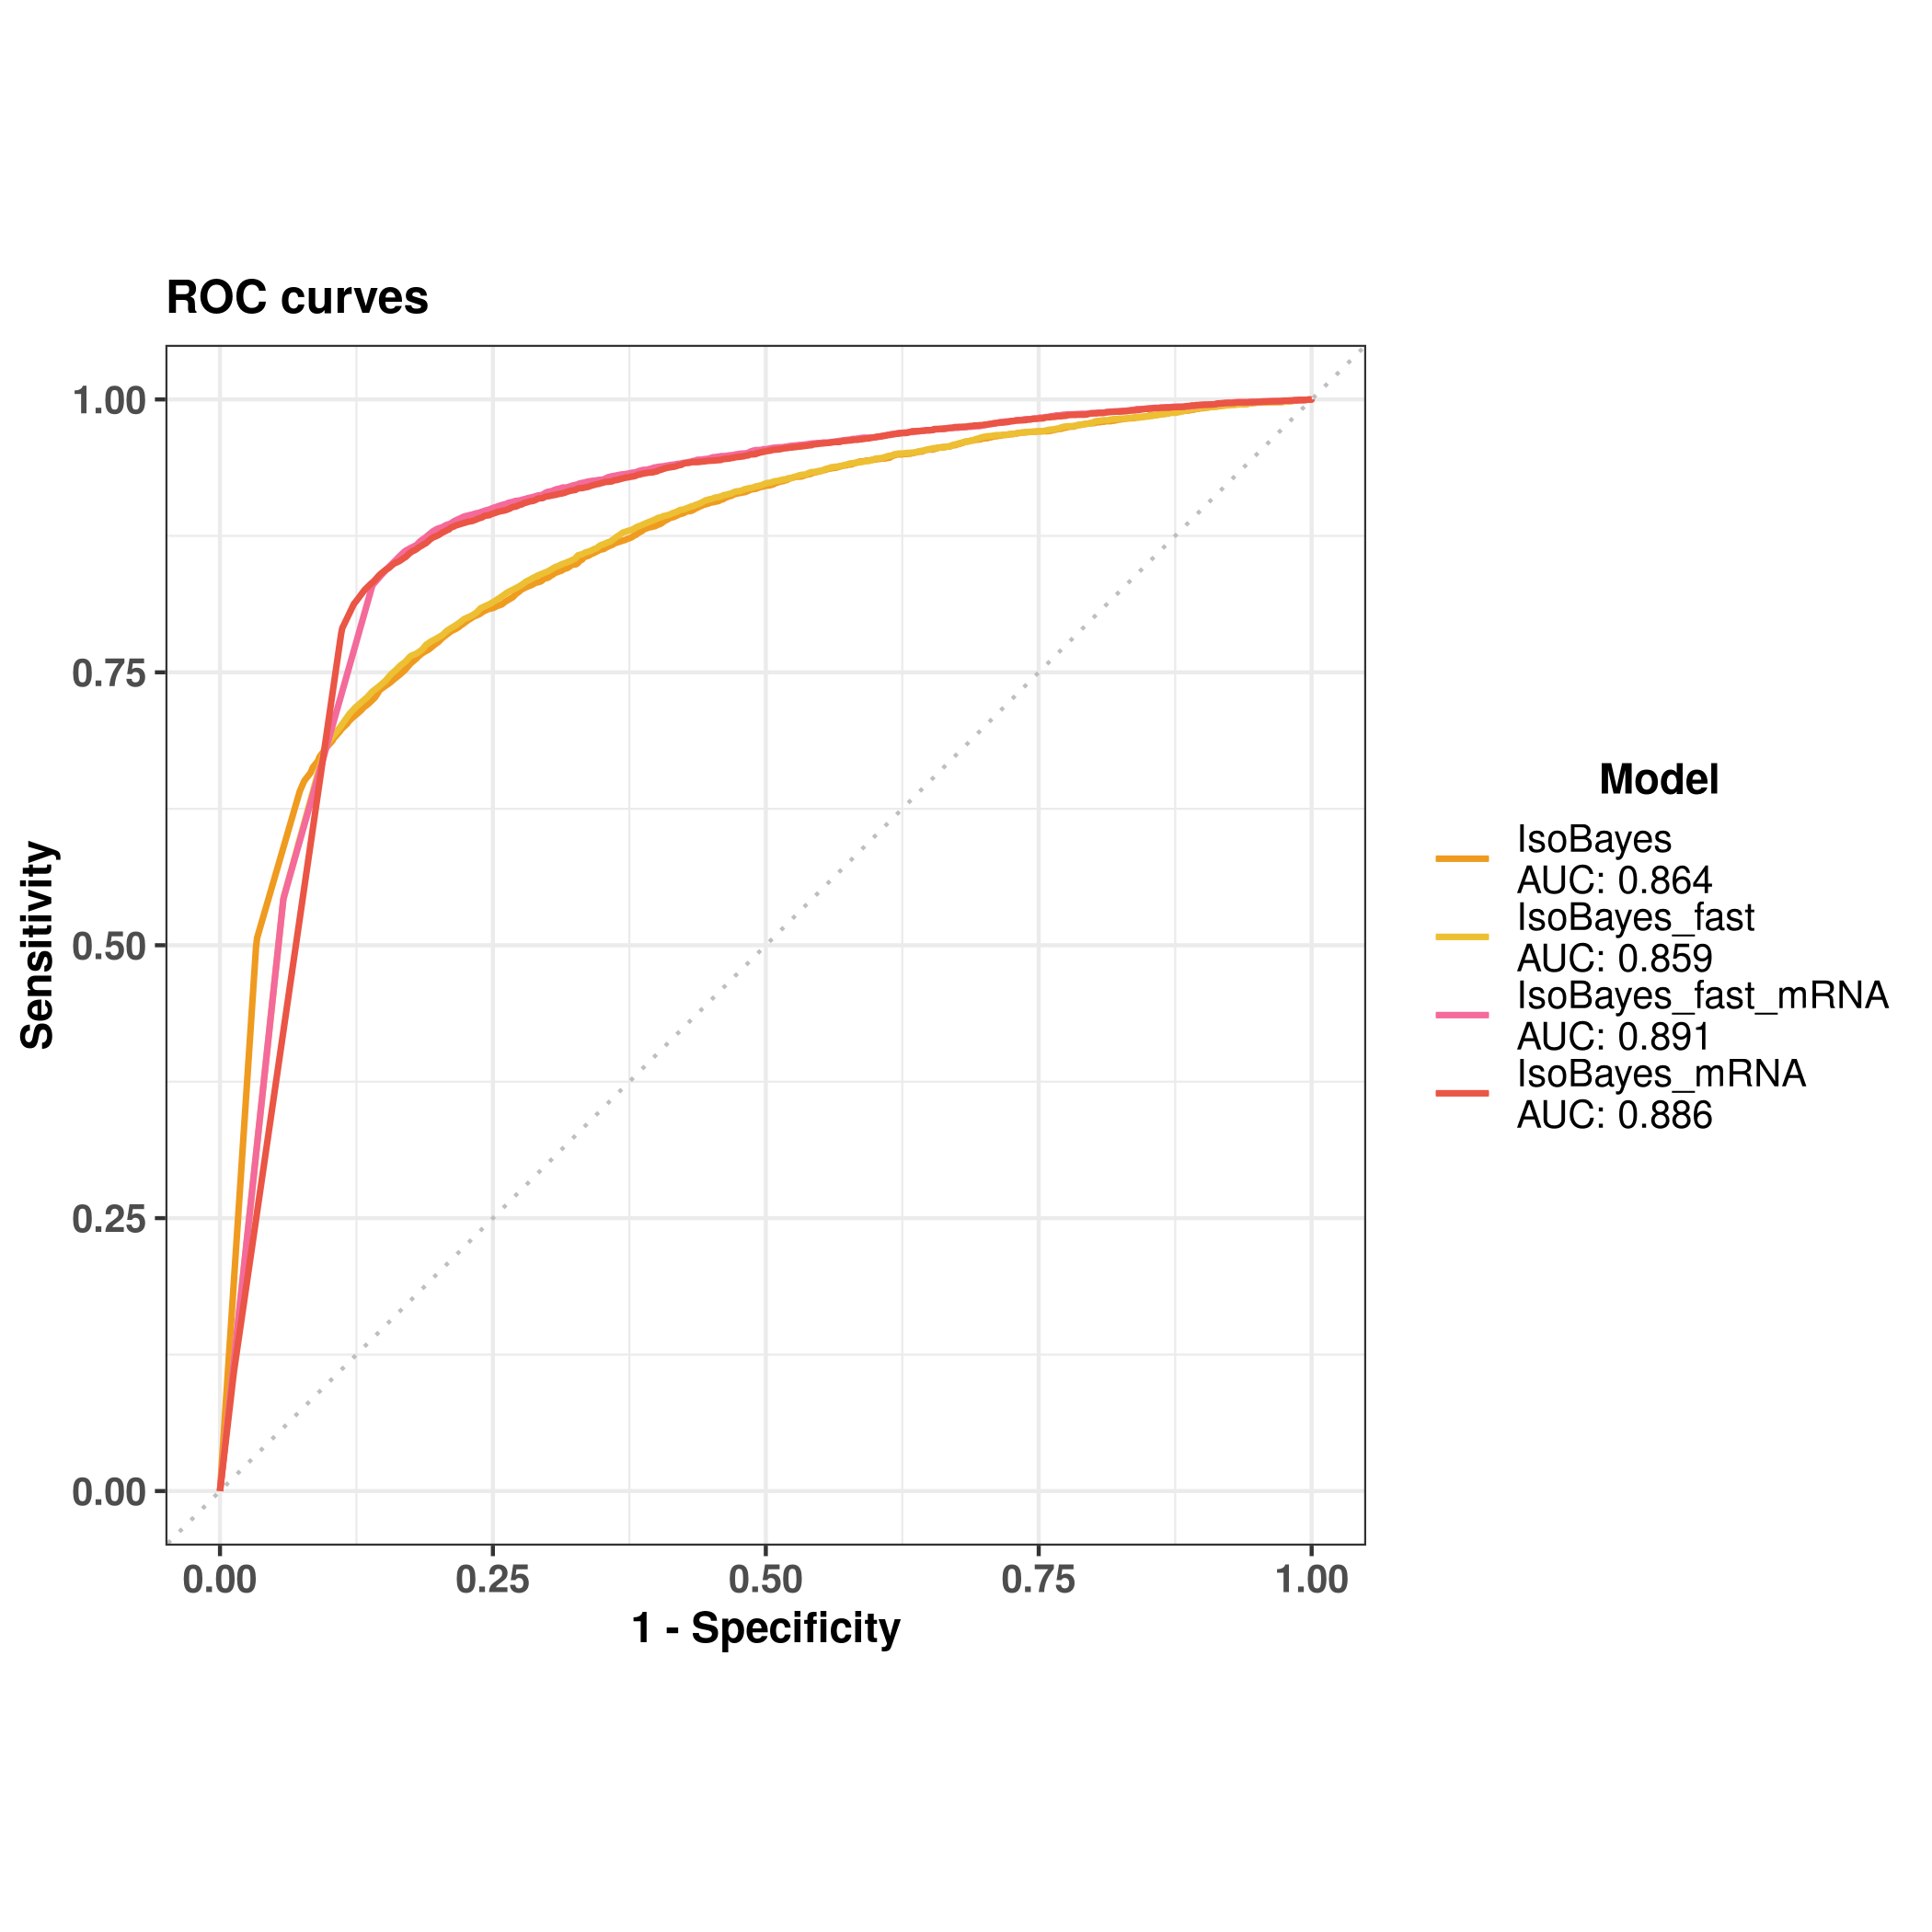 ROC curves
1.00
0.75
0.50
0.25
0.00
Sensitivity
0.00 0.25 0.50 0.75 1.00
1 - Specificity
Model
IsoBayes
AUC: 0.864
IsoBayes_fast
AUC: 0.859
IsoBayes_fast_mRNA
AUC: 0.891
IsoBayes_mRNA
AUC: 0.886